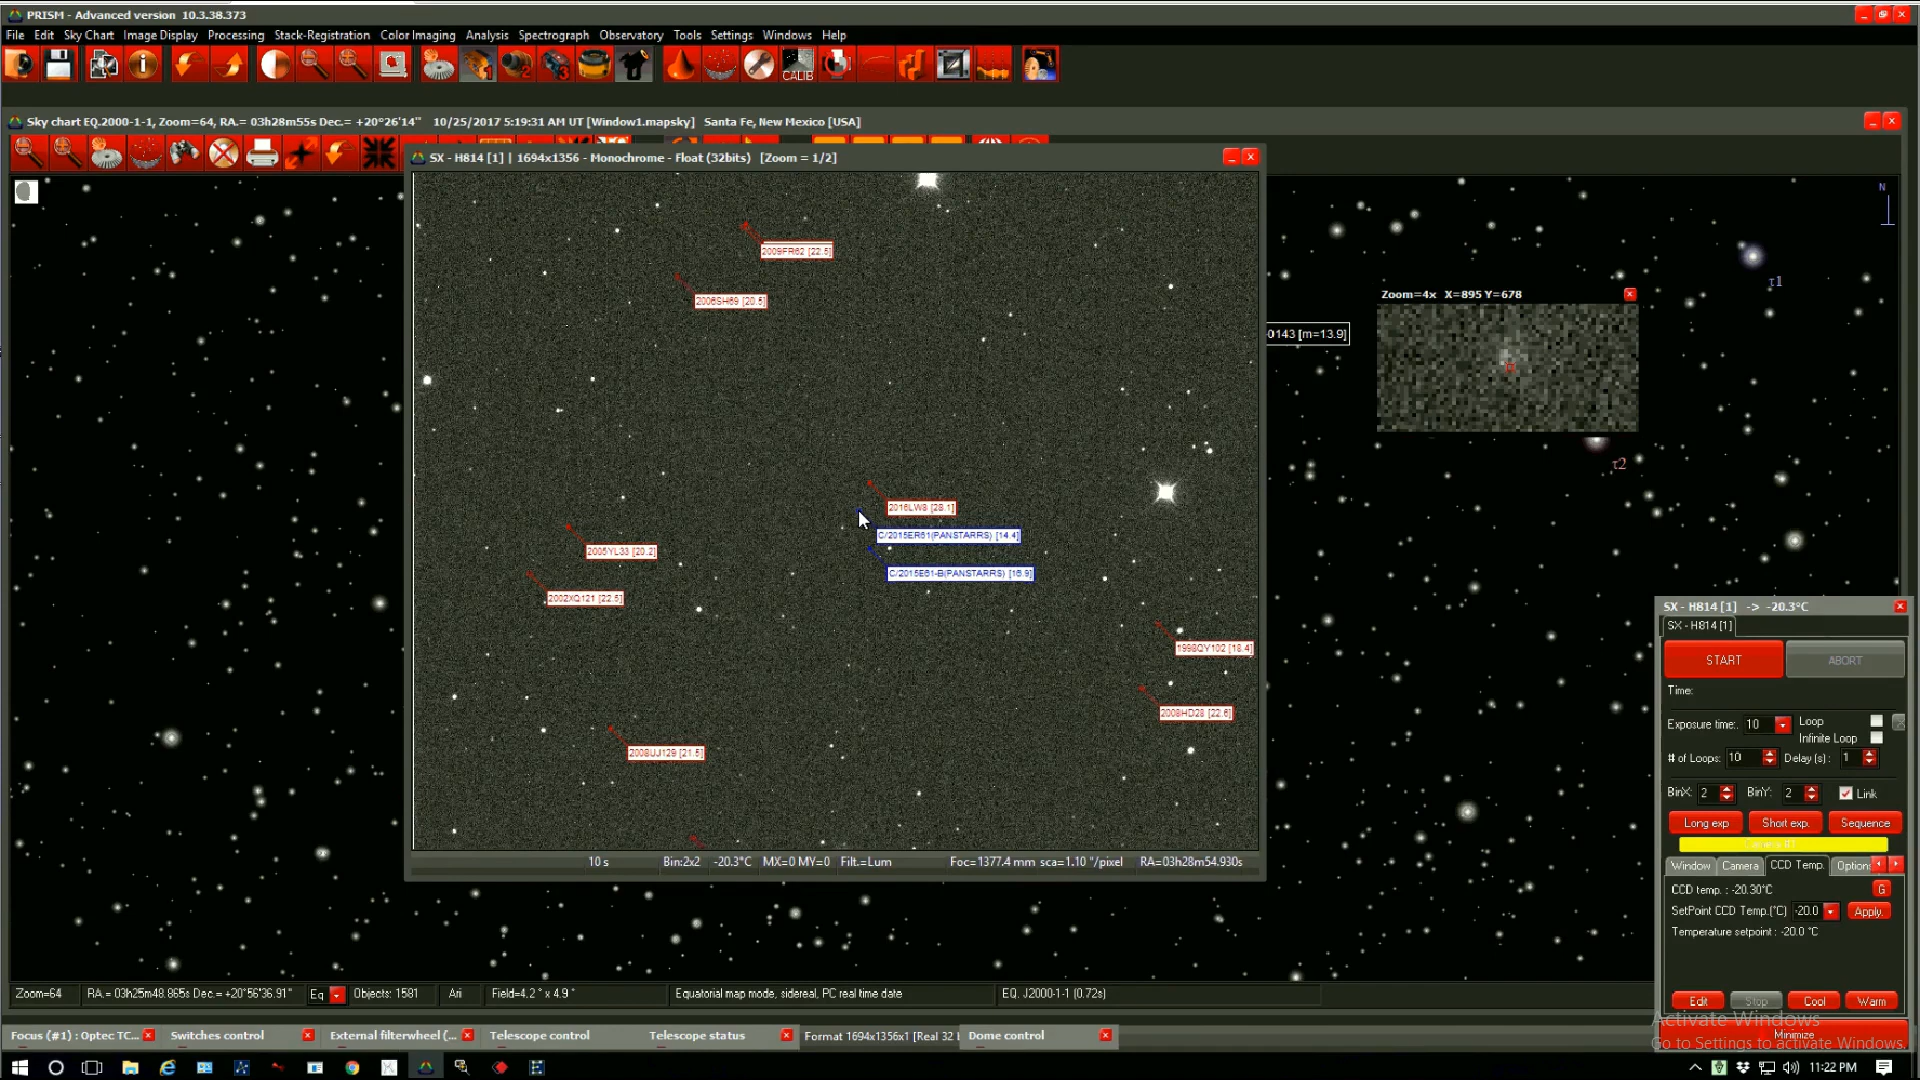 PRISM - Advanced version 10.3.38.373
File Edit Sky Chart Image Display Processing Stack-Registration Color Imaging Analysis Spectrograph Observatory Tools Settings Windows Help
CALIB
Sky chart EQ.2000-1-1, Zoom=64, RA.= 03h28m55s Dec.= +20°26'14" 10/25/2017 5:19:31 AM UT [Window1.mapsky] Santa Fe, New Mexico [USA]
SX - H814 [1] | 1694x1356 - Monochrome - Float (32bits) [Zoom = 1/2]
N
2009FR62 [22.5]
τ1
2006SH69 [20.5]
Zoom=4x X=895 Y=678
-0143 [m=13.9]
τ2
2016LW8 [28.1]
C/2015ER61(PANSTARRS) [14.4]
2005YL33 [20.2]
C/2015E61-B(PANSTARRS) [16.9]
2002XQ121 [22.5]
1998QV102 [18.4]
2008HD28 [22.6]
2008UJ129 [21.5]
10 s Bin:2x2 -20.3°C MX=0 MY=0 Filt.=Lum Foc=1377.4 mm sca=1.10 "/pixel RA=03h28m54.930s
SX - H814 [1] -> -20.3°C
SX - H814 [1]
START ABORT
Time:
Exposure time: 10 Loop
Infinite Loop
# of Loops: 10 Delay (s) : 1
BinX: 2 BinY: 2 Link
Long exp Short exp. Sequence
Window Camera CCD Temp. Options
CCD temp. : -20.30°C G
SetPoint CCD Temp.(°C) -20.0 Apply.
Temperature setpoint : -20.0 °C
Edit Stop Cool Warm
Minimize
Zoom=64 RA.= 03h25m48.865s Dec.= +20°56'36.91" Eq Objects: 1581 Ari Field=4.2 ° x 4.9 ° Equatorial map mode, sidereal, PC real time date EQ. J2000-1-1 (0.72s)
Activate Windows
Go to Settings to activate Windows.
Focus (#1) : Optec TC... Switches control External filterwheel (... Telescope control Telescope status Format 1694x1356x1 [Real 32 Dome control
11:22 PM